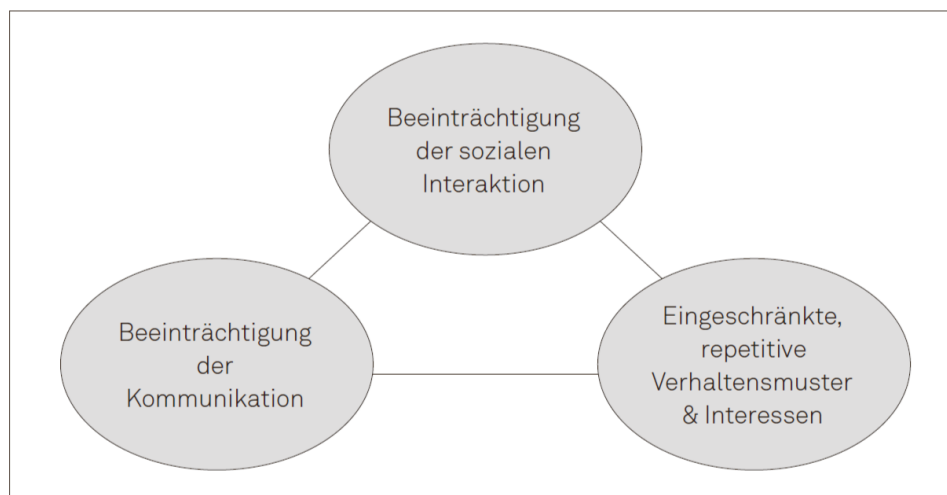 Beeinträchtigung
der sozialen
Interaktion
Beeinträchtigung
der
Kommunikation
Eingeschränkte,
repetitive
Verhaltensmuster
& Interessen